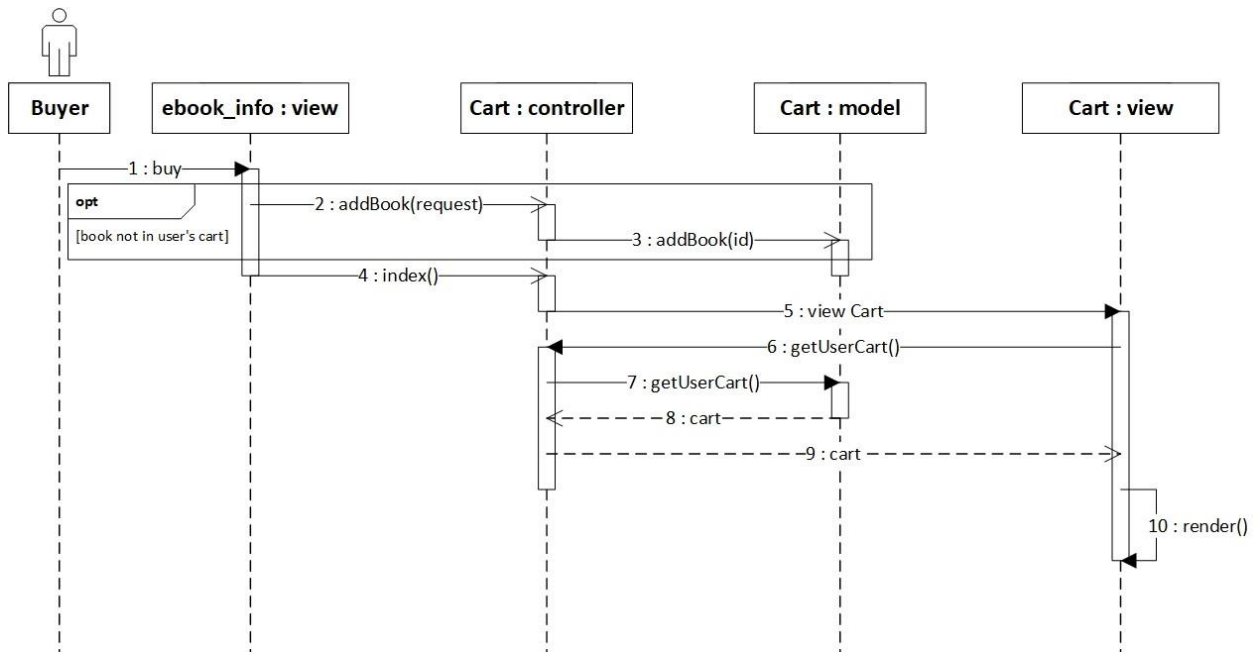 Buyer
ebook_info : view
Cart : controller
Cart : model
Cart : view
1 : buy
opt
2 : addBook(request)
[book not in user's cart]
3 : addBook(id)
4 : index()
5 : view Cart
6 : getUserCart()
7 : getUserCart()
8 : cart
9 : cart
10 : render()